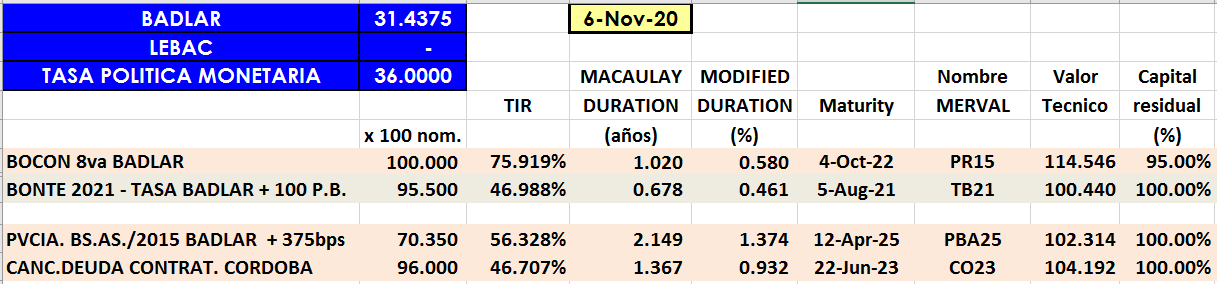 BADLAR 31.4375 6-Nov-20
LEBAC -
TASA POLITICA MONETARIA 36.0000 MACAULAY MODIFIED Nombre Valor Capital
TIR DURATION DURATION Maturity MERVAL Tecnico residual
x 100 nom. (años) (%) (%)
BOCON 8va BADLAR 100.000 75.919% 1.020 0.580 4-Oct-22 PR15 114.546 95.00%
BONTE 2021 - TASA BADLAR + 100 P.B. 95.500 46.988% 0.678 0.461 5-Aug-21 TB21 100.440 100.00%
PVCIA. BS.AS./2015 BADLAR + 375bps 70.350 56.328% 2.149 1.374 12-Apr-25 PBA25 102.314 100.00%
CANC.DEUDA CONTRAT. CORDOBA 96.000 46.707% 1.367 0.932 22-Jun-23 CO23 104.192 100.00%